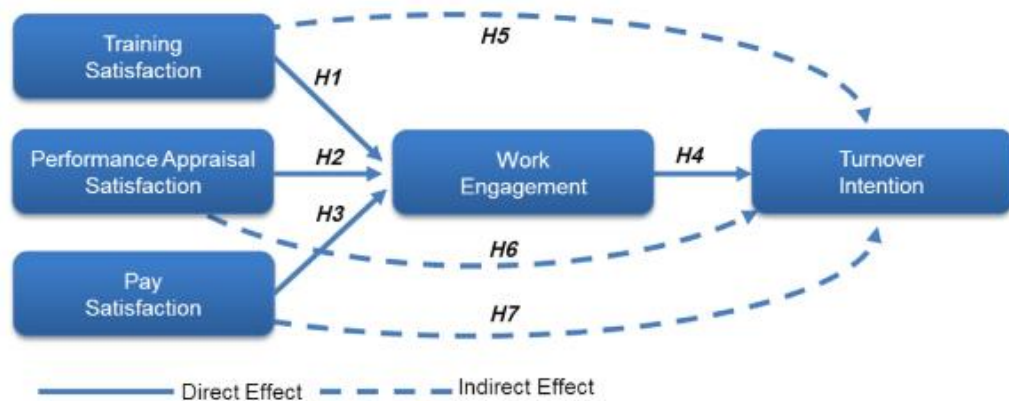 Training
Satisfaction
H5
H1
Performance Appraisal
Satisfaction
H2
Work
Engagement
H4
Turnover
Intention
H3
H6
Pay
Satisfaction
H7
Direct Effect
Indirect Effect